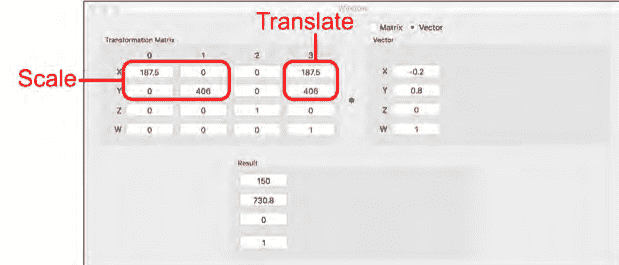 Window
Translate
Matrix Vector
Transformation Matrix
Vector
0 1 2 3
Scale
X 187.5 0 0 187.5
Y 0 406 0 406
Z 0 0 1 0
W 0 0 0 1
*
X -0.2
Y 0.8
Z 0
W 1
Result
150
730.8
0
1